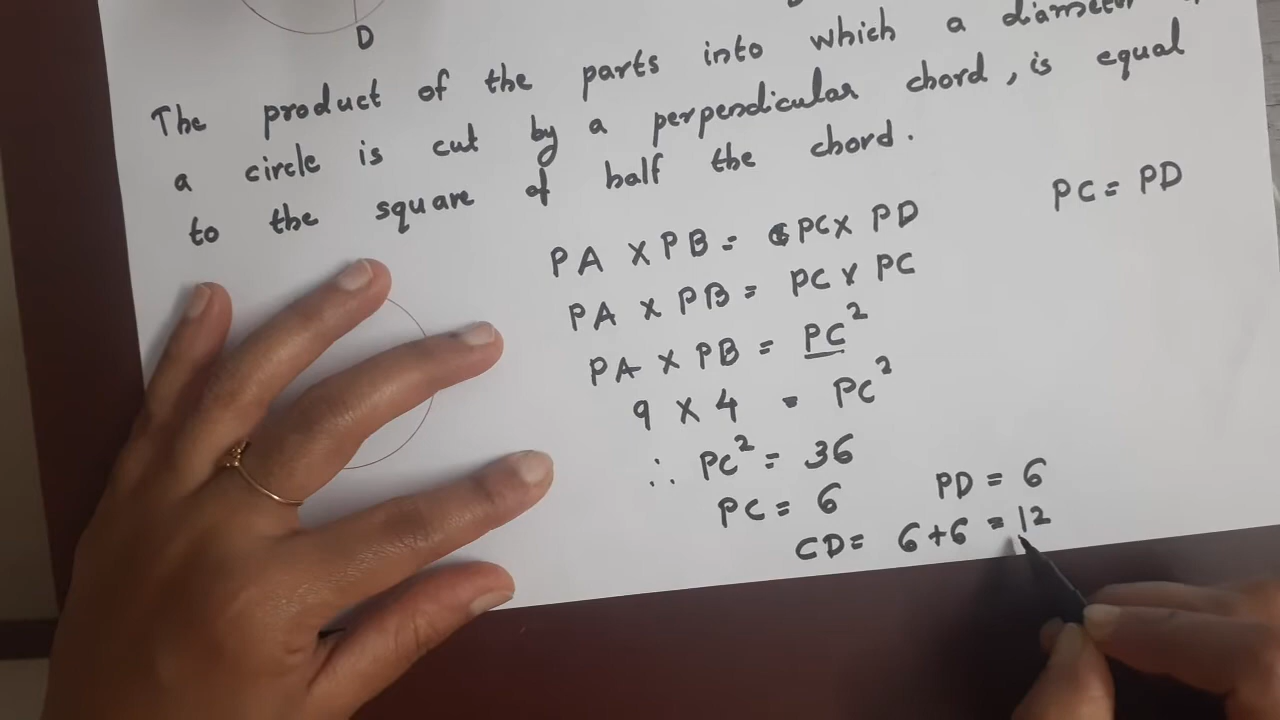 D
The product of the parts into which a diameter
a circle is cut by a perpendicular chord, is equal
to the square of half the chord.
PC = PD
PA X PB = PC X PD
PA X PB = PC X PC
PA X PB = PC²
9 X 4 = PC²
∴ PC² = 36
PC = 6 PD = 6
CD = 6+6 = 12